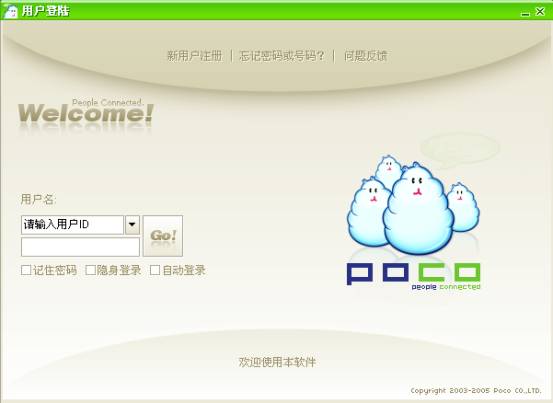 用户登陆
新用户注册 | 忘记密码或号码? | 问题反馈
People Connected.
Welcome!
用户名:
请输入用户ID
Go!
记住密码 隐身登录 自动登录
poco
people connected
欢迎使用本软件
Copyright 2003-2005 Poco CO.,LTD.